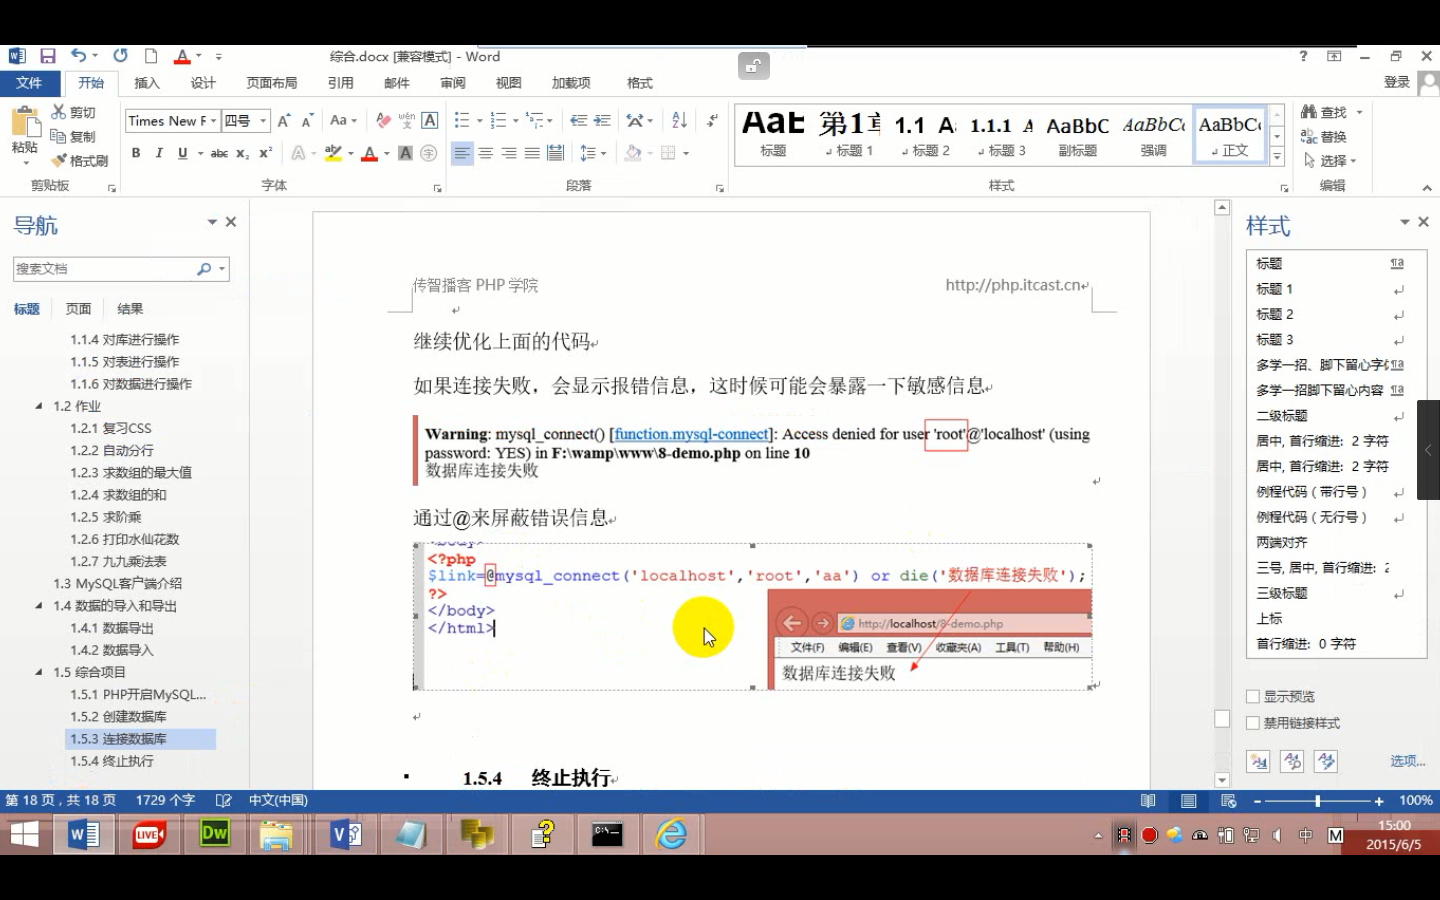 综合.docx [兼容模式] - Word
登录
文件
开始
插入
设计
页面布局
引用
邮件
审阅
视图
加载项
格式
粘贴
剪切
复制
格式刷
剪贴板
Times New F
四号
字体
段落
AaB
标题
第1章
标题 1
1.1
标题 2
1.1.1
标题 3
AaBbC
副标题
AaBbC
强调
AaBbC
正文
样式
查找
替换
选择
编辑
导航
搜索文档
标题 页面 结果
1.1.4 对库进行操作
1.1.5 对表进行操作
1.1.6 对数据进行操作
1.2 作业
1.2.1 复习CSS
1.2.2 自动分行
1.2.3 求数组的最大值
1.2.4 求数组的和
1.2.5 求阶乘
1.2.6 打印水仙花数
1.2.7 九九乘法表
1.3 MySQL客户端介绍
1.4 数据的导入和导出
1.4.1 数据导出
1.4.2 数据导入
1.5 综合项目
1.5.1 PHP开启MySQL...
1.5.2 创建数据库
1.5.3 连接数据库
1.5.4 终止执行
传智播客 PHP 学院
http://php.itcast.cn
继续优化上面的代码
如果连接失败，会显示报错信息，这时候可能会暴露一下敏感信息
Warning: mysql_connect() [function.mysql-connect]: Access denied for user 'root'@'localhost' (using
password: YES) in F:\wamp\www\8-demo.php on line 10
数据库连接失败
通过@来屏蔽错误信息
<?php
$link=@mysql_connect('localhost','root','aa') or die('数据库连接失败');
?>
</body>
</html>
http://localhost/8-demo.php
文件(F) 编辑(E) 查看(V) 收藏夹(A) 工具(T) 帮助(H)
数据库连接失败
1.5.4 终止执行
样式
标题
标题 1
标题 2
标题 3
多学一招、脚下留心字
多学一招脚下留心内容
二级标题
居中, 首行缩进: 2 字符
居中, 首行缩进: 2 字符
例程代码（带行号）
例程代码（无行号）
两端对齐
三号, 居中, 首行缩进: 2
三级标题
上标
首行缩进: 0 字符
显示预览
禁用链接样式
选项...
第 18 页，共 18 页 1729 个字 中文(中国)
100%
LIVE
Dw
中
M
15:00
2015/6/5